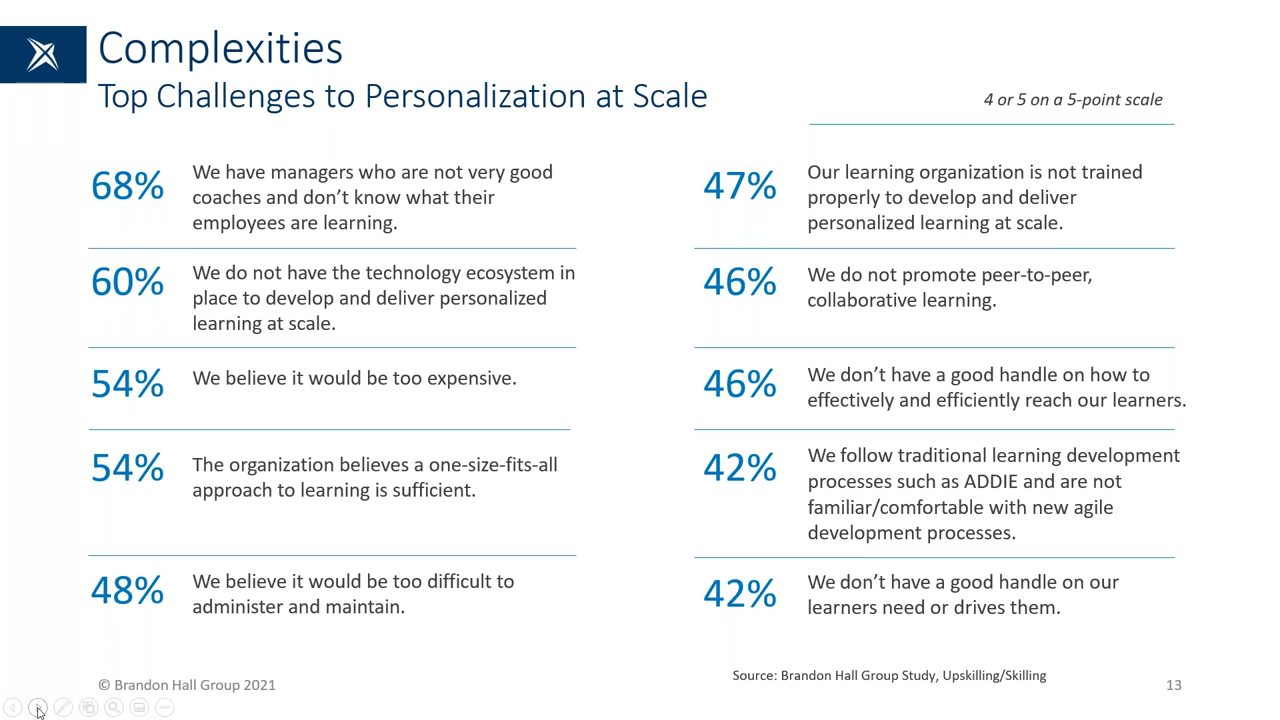 Complexities
Top Challenges to Personalization at Scale
4 or 5 on a 5-point scale
68%
We have managers who are not very good
coaches and don’t know what their
employees are learning.
60%
We do not have the technology ecosystem in
place to develop and deliver personalized
learning at scale.
54%
We believe it would be too expensive.
54%
The organization believes a one-size-fits-all
approach to learning is sufficient.
48%
We believe it would be too difficult to
administer and maintain.
47%
Our learning organization is not trained
properly to develop and deliver
personalized learning at scale.
46%
We do not promote peer-to-peer,
collaborative learning.
46%
We don’t have a good handle on how to
effectively and efficiently reach our learners.
42%
We follow traditional learning development
processes such as ADDIE and are not
familiar/comfortable with new agile
development processes.
42%
We don’t have a good handle on our
learners need or drives them.
Source: Brandon Hall Group Study, Upskilling/Skilling
© Brandon Hall Group 2021
13